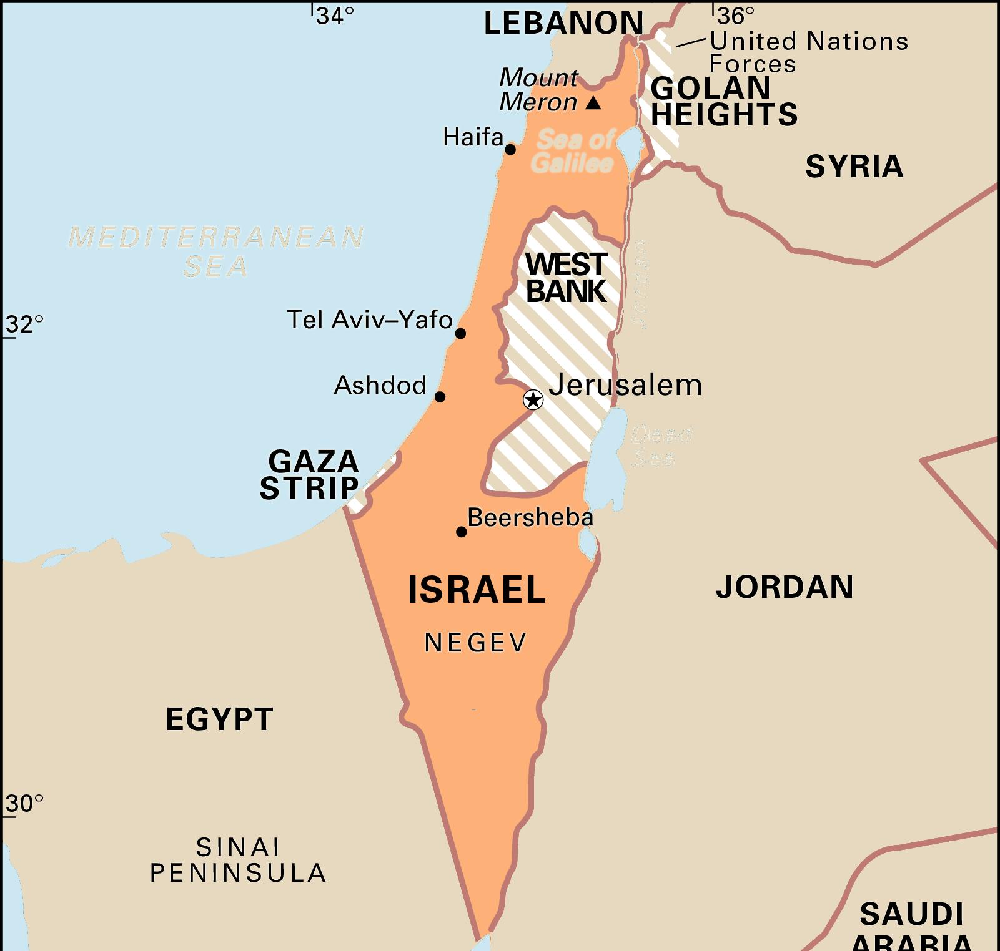 34°
LEBANON
36°
United Nations
Forces
Mount
Meron
GOLAN
HEIGHTS
Haifa
Sea of
Galilee
SYRIA
MEDITERRANEAN
SEA
WEST
BANK
Jordan
Tel Aviv–Yafo
32°
Ashdod
Jerusalem
Dead
Sea
GAZA
STRIP
Beersheba
ISRAEL
JORDAN
NEGEV
EGYPT
30°
SINAI
PENINSULA
SAUDI
ARABIA